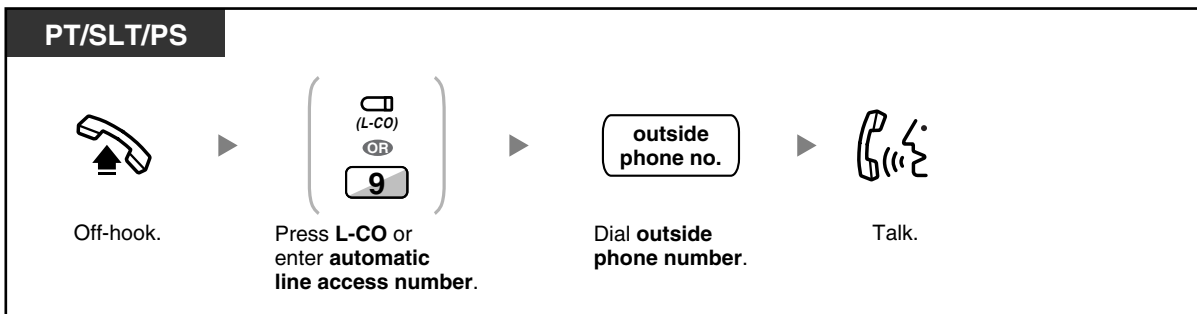 PT/SLT/PS
(L-CO)
OR
9
outside
phone no.
Off-hook.
Press L-CO or
enter automatic
line access number.
Dial outside
phone number.
Talk.